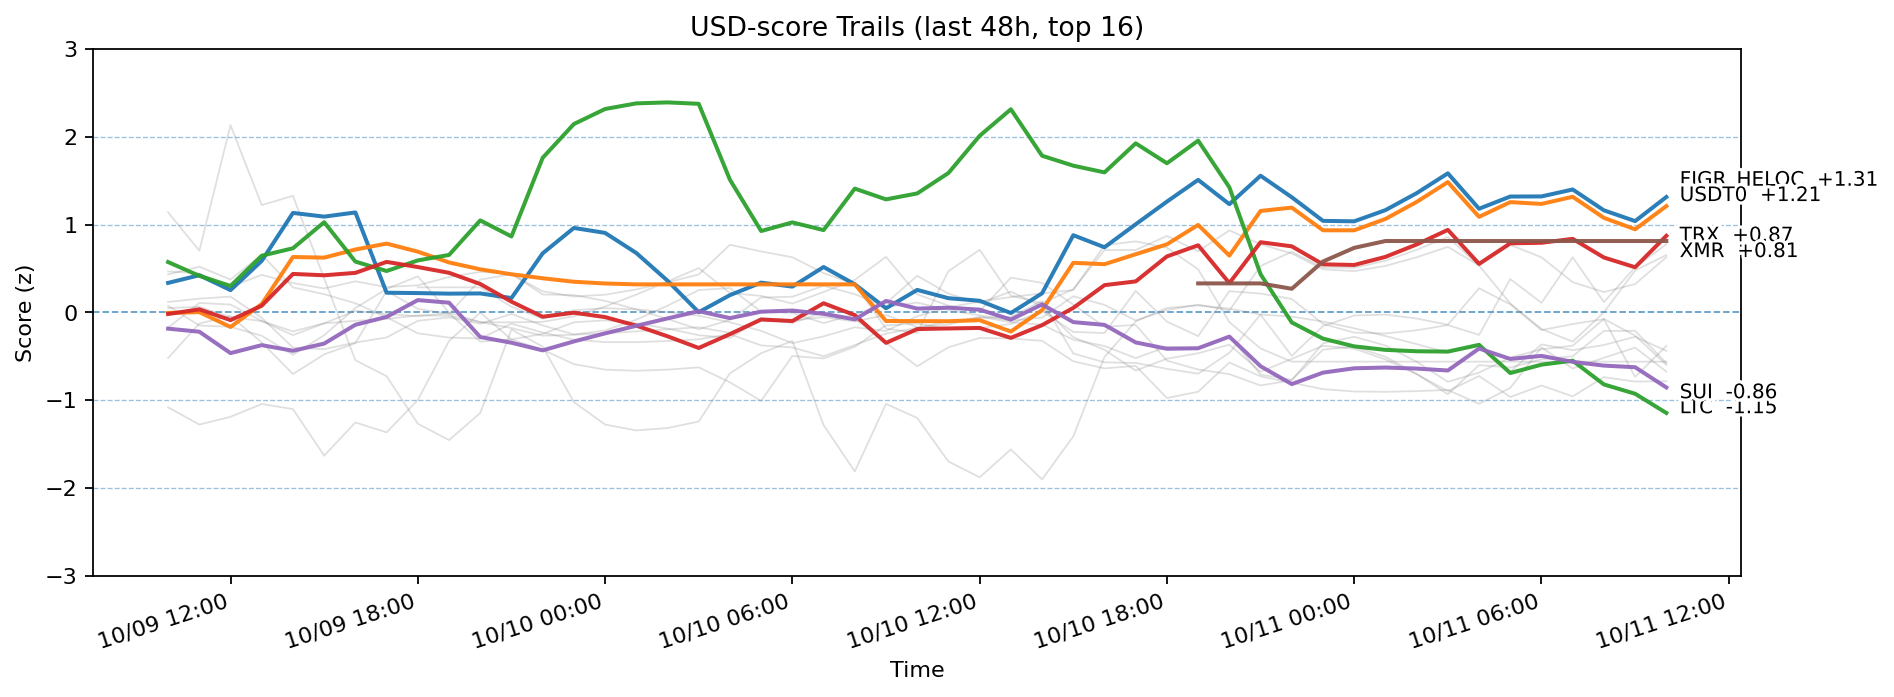 USD-score Trails (last 48h, top 16)
3
2
1
0
−1
−2
−3
Score (z)
FIGR_HELOC +1.31
USDT0 +1.21
TRX +0.87
XMR +0.81
SUI -0.86
LTC -1.15
10/09 12:00
10/09 18:00
10/10 00:00
10/10 06:00
10/10 12:00
10/10 18:00
10/11 00:00
10/11 06:00
10/11 12:00
Time